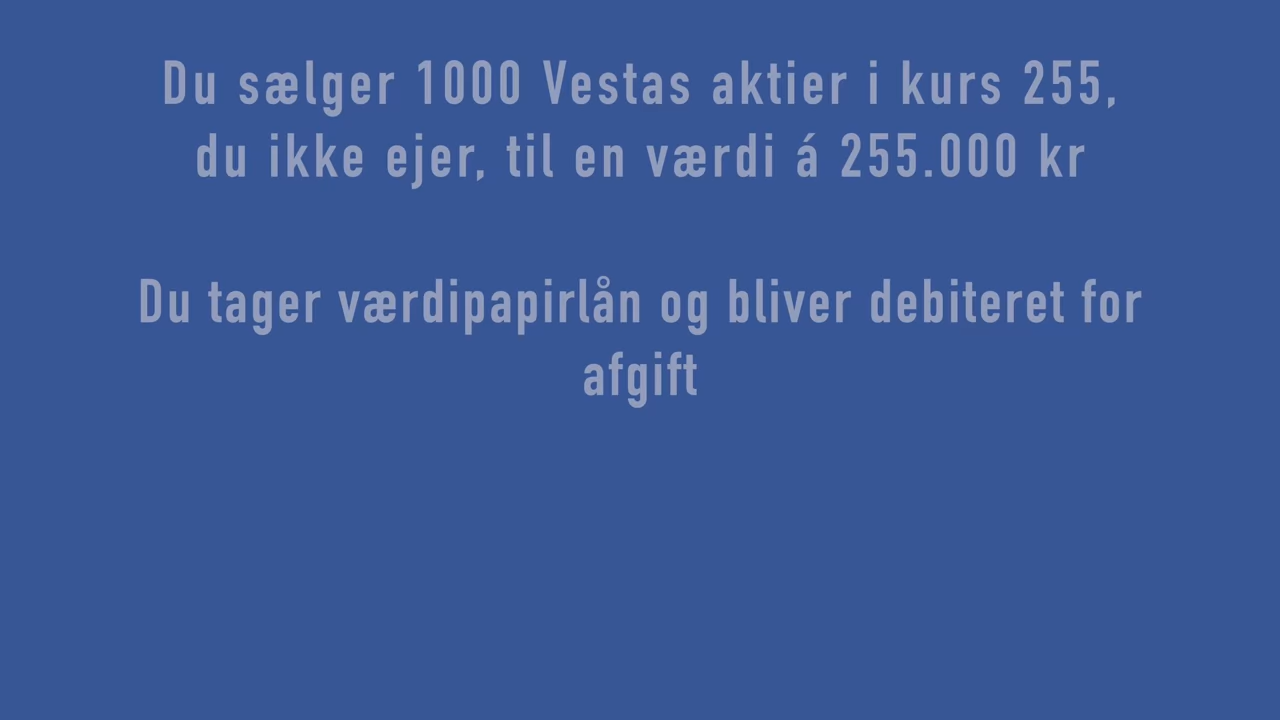 Du sælger 1000 Vestas aktier i kurs 255,
du ikke ejer, til en værdi á 255.000 kr
Du tager værdipapirlån og bliver debiteret for
afgift